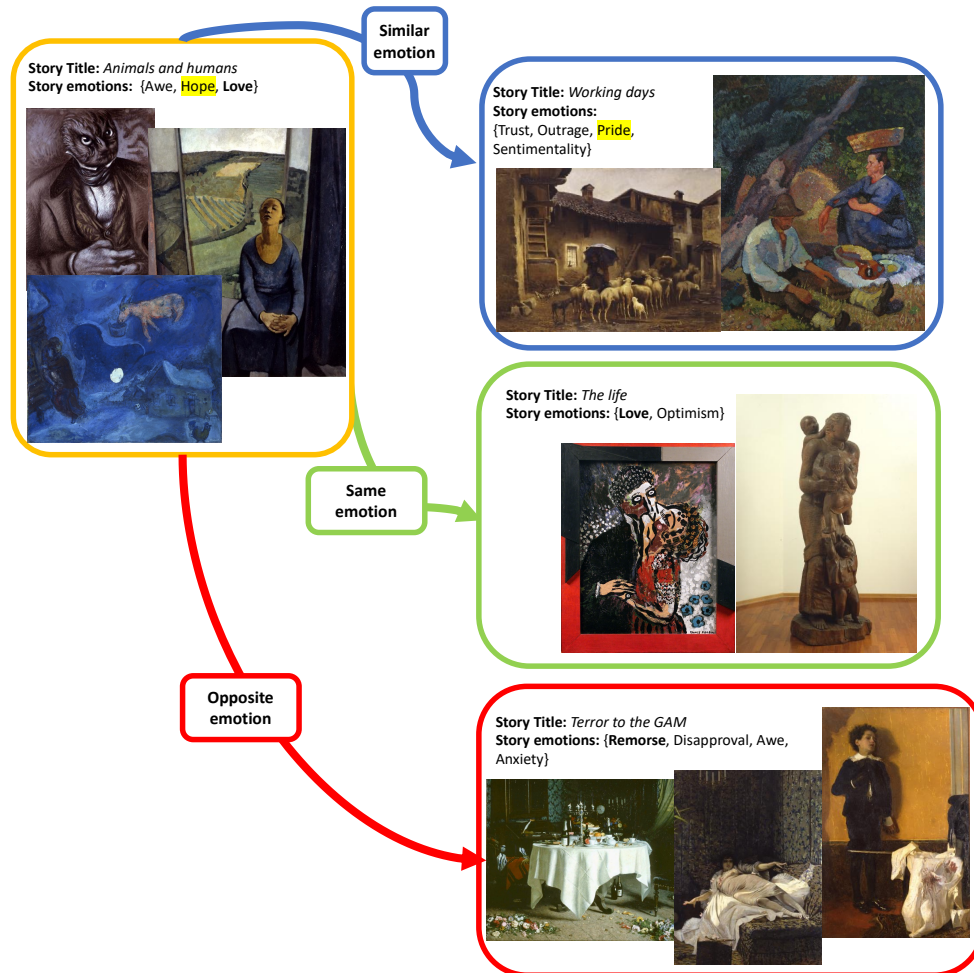 Similar
emotion
Story Title: Animals and humans
Story emotions:  {Awe, Hope, Love}
Story Title: Working days
Story emotions:
{Trust, Outrage, Pride,
Sentimentality}
Story Title: The life
Story emotions: {Love, Optimism}
Same
emotion
Opposite
emotion
Story Title: Terror to the GAM
Story emotions: {Remorse, Disapproval, Awe,
Anxiety}